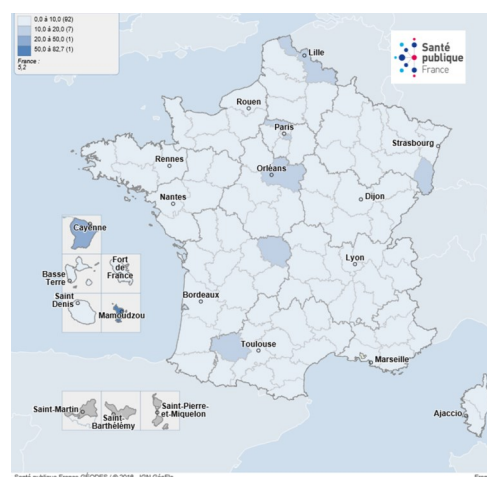 0,0 à 10,0 (92)
10,0 à 20,0 (7)
20,0 à 50,0 (1)
50,0 à 82,7 (1)
France :
5,2
Santé
publique
France
Lille
Rouen
Paris
Strasbourg
Rennes
Orléans
Nantes
Dijon
Cayenne
Fort
de
France
Basse
Terre
Lyon
Saint
Denis
Mamoudzou
Bordeaux
Toulouse
Marseille
Saint-Martin
Saint-
Barthélémy
Saint-Pierre-
et-Miquelon
Ajaccio